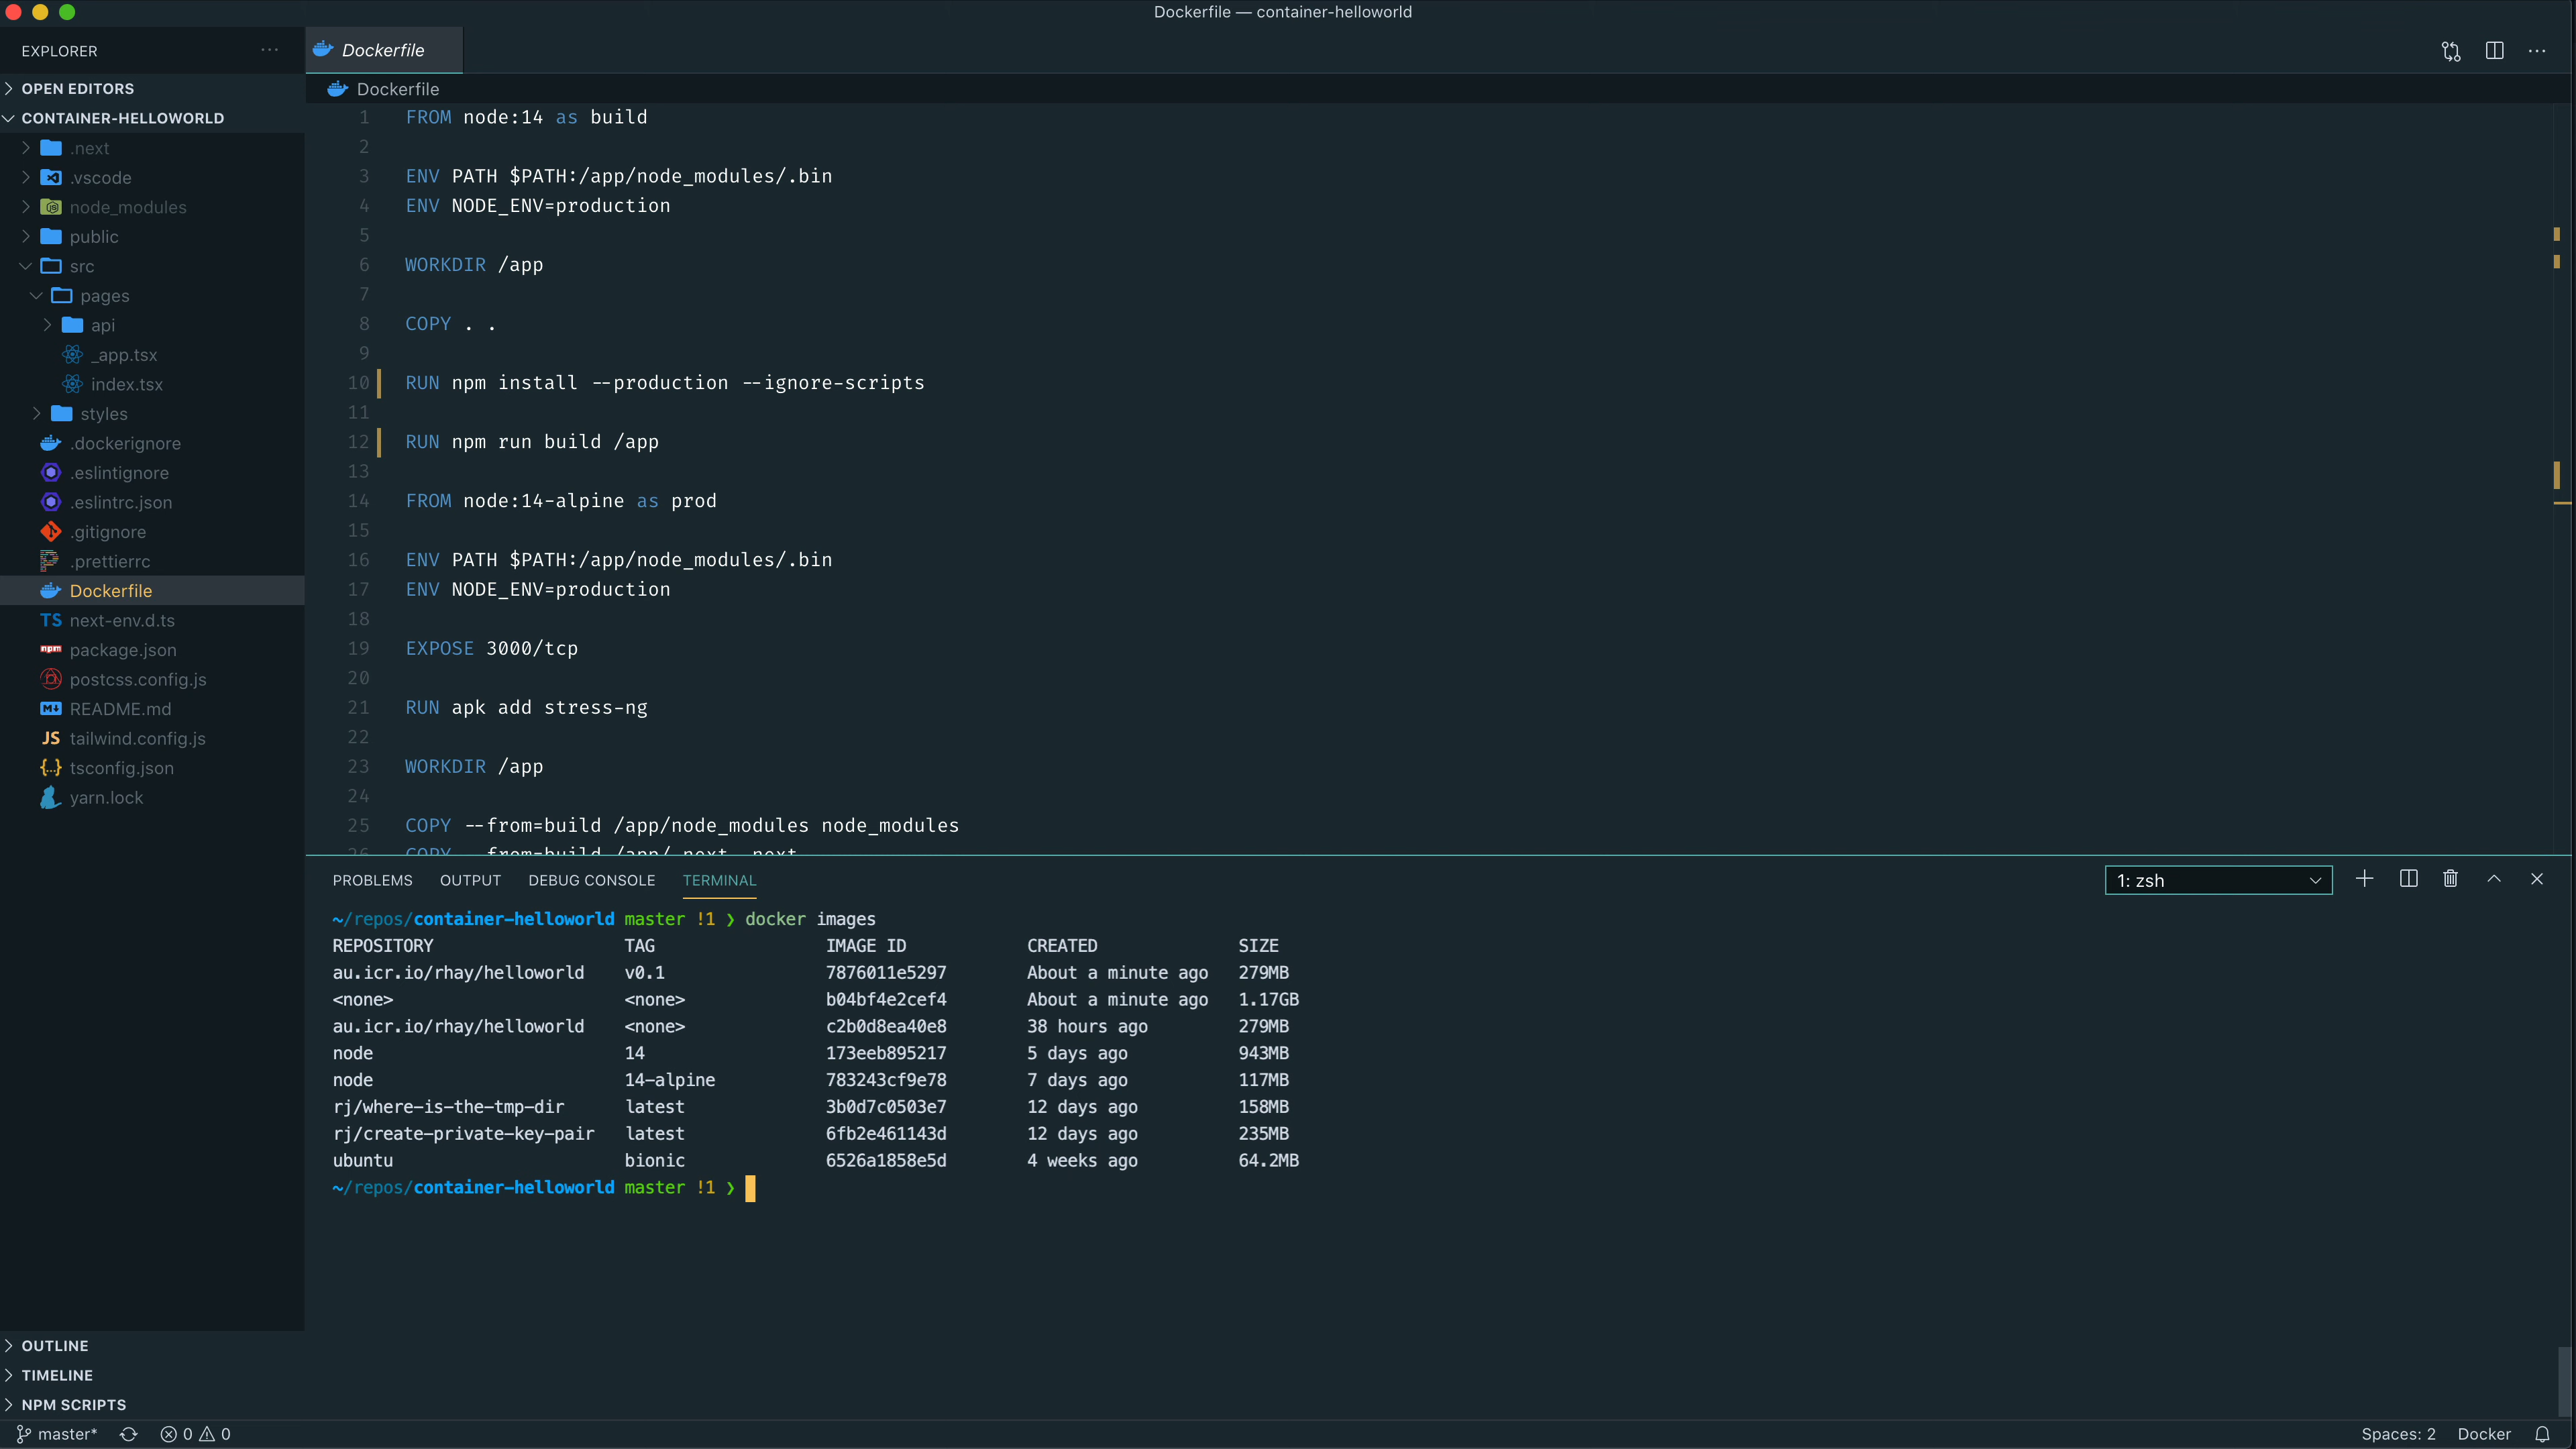 Dockerfile — container-helloworld
EXPLORER
OPEN EDITORS
CONTAINER-HELLOWORLD
.next
.vscode
node_modules
public
src
pages
api
_app.tsx
index.tsx
styles
.dockerignore
.eslintignore
.eslintrc.json
.gitignore
.prettierrc
Dockerfile
TS next-env.d.ts
npm package.json
postcss.config.js
README.md
JS tailwind.config.js
{...} tsconfig.json
yarn.lock
OUTLINE
TIMELINE
NPM SCRIPTS
Dockerfile
Dockerfile
1 FROM node:14 as build
2
3 ENV PATH $PATH:/app/node_modules/.bin
4 ENV NODE_ENV=production
5
6 WORKDIR /app
7
8 COPY . .
9
10 RUN npm install --production --ignore-scripts
11
12 RUN npm run build /app
13
14 FROM node:14-alpine as prod
15
16 ENV PATH $PATH:/app/node_modules/.bin
17 ENV NODE_ENV=production
18
19 EXPOSE 3000/tcp
20
21 RUN apk add stress-ng
22
23 WORKDIR /app
24
25 COPY --from=build /app/node_modules node_modules
26 COPY --from=build /app/.next .next
PROBLEMS OUTPUT DEBUG CONSOLE TERMINAL
1: zsh
~/repos/container-helloworld master !1 ❯ docker images
REPOSITORY TAG IMAGE ID CREATED SIZE
au.icr.io/rhay/helloworld v0.1 7876011e5297 About a minute ago 279MB
<none> <none> b04bf4e2cef4 About a minute ago 1.17GB
au.icr.io/rhay/helloworld <none> c2b0d8ea40e8 38 hours ago 279MB
node 14 173eeb895217 5 days ago 943MB
node 14-alpine 783243cf9e78 7 days ago 117MB
rj/where-is-the-tmp-dir latest 3b0d7c0503e7 12 days ago 158MB
rj/create-private-key-pair latest 6fb2e461143d 12 days ago 235MB
ubuntu bionic 6526a1858e5d 4 weeks ago 64.2MB
~/repos/container-helloworld master !1 ❯
master* 0 0
Spaces: 2 Docker